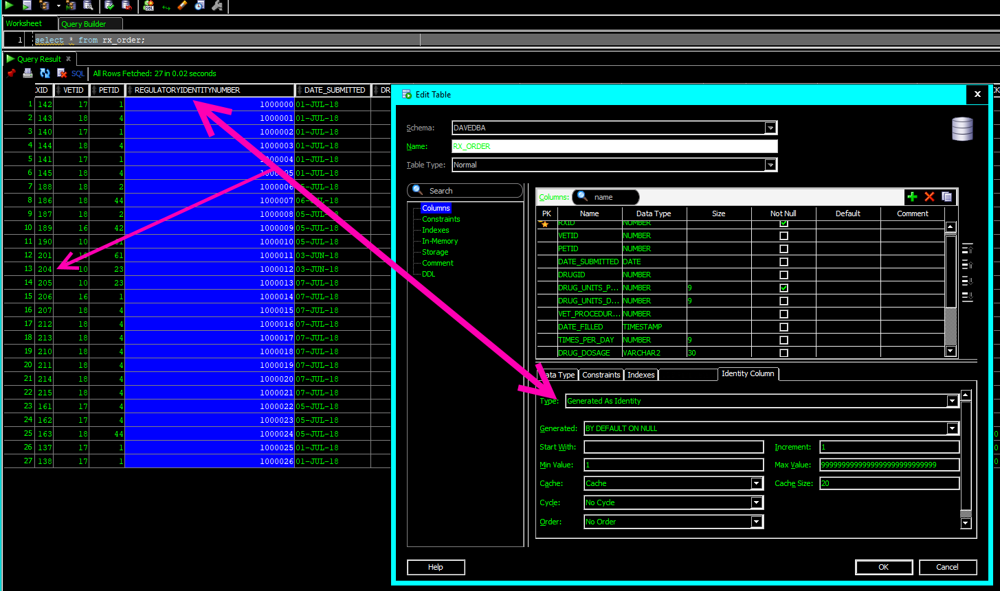 Worksheet Query Builder
1 select * from rx_order;
Query Result
SQL All Rows Fetched: 27 in 0.02 seconds
XID VETID PETID REGULATORYIDENTITYNUMBER DATE_SUBMITTED DR
1 142 17 1 1000000 01-JUL-18
2 143 18 4 1000001 01-JUL-18
3 140 17 1 1000002 01-JUL-18
4 144 18 4 1000003 01-JUL-18
5 141 17 1 1000004 01-JUL-18
6 145 18 4 1000005 01-JUL-18
7 188 18 2 1000006 -JUL-18
8 186 18 44 1000007 06-JUL-18
9 187 18 2 1000008 05-JUL-18
10 189 16 42 1000009 05-JUL-18
11 190 10 1 1000010 05-JUL-18
12 201 61 1000011 03-JUN-18
13 204 10 23 1000012 03-JUN-18
14 205 10 23 1000013 07-JUL-18
15 206 16 1 1000014 07-JUL-18
16 207 18 4 1000015 07-JUL-18
17 212 18 4 1000016 07-JUL-18
18 213 18 4 1000017 07-JUL-18
19 210 18 4 1000018 07-JUL-18
20 211 18 4 1000019 07-JUL-18
21 214 18 4 1000020 07-JUL-18
22 215 18 4 1000021 07-JUL-18
23 161 17 4 1000022 05-JUL-18
24 162 17 4 1000023 05-JUL-18
25 163 18 44 1000024 05-JUL-18
26 137 17 1 1000025 01-JUL-18
27 138 17 1 1000026 01-JUL-18
Edit Table
Schema: DAVEDBA
Name: RX_ORDER
Table Type: Normal
Search
Columns
Constraints
Indexes
In-Memory
Storage
Comment
DDL
Columns: name
PK Name Data Type Size Not Null Default Comment
RXID NUMBER
VETID NUMBER
PETID NUMBER
DATE_SUBMITTED DATE
DRUGID NUMBER
DRUG_UNITS_P... NUMBER 9
DRUG_UNITS_D... NUMBER 9
VET_PROCEDUR... NUMBER
DATE_FILLED TIMESTAMP
TIMES_PER_DAY NUMBER 9
DRUG_DOSAGE VARCHAR2 30
ata Type Constraints Indexes Identity Column
Type: Generated As Identity
Generated: BY DEFAULT ON NULL
Start With: Increment: 1
Min Value: 1 Max Value: 9999999999999999999999999999
Cache: Cache Cache Size: 20
Cycle: No Cycle
Order: No Order
Help OK Cancel